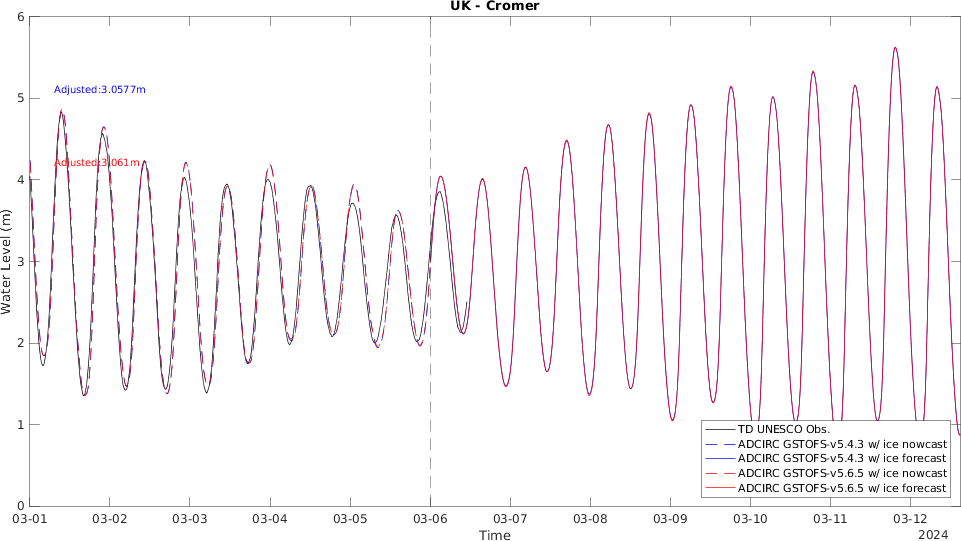 UK - Cromer
6
5
4
3
2
1
0
Water Level (m)
Adjusted:3.0577m
Adjusted:3.061m
TD UNESCO Obs.
ADCIRC GSTOFS-v5.4.3 w/ ice nowcast
ADCIRC GSTOFS-v5.4.3 w/ ice forecast
ADCIRC GSTOFS-v5.6.5 w/ ice nowcast
ADCIRC GSTOFS-v5.6.5 w/ ice forecast
03-01 03-02 03-03 03-04 03-05 03-06 03-07 03-08 03-09 03-10 03-11 03-12
Time
2024